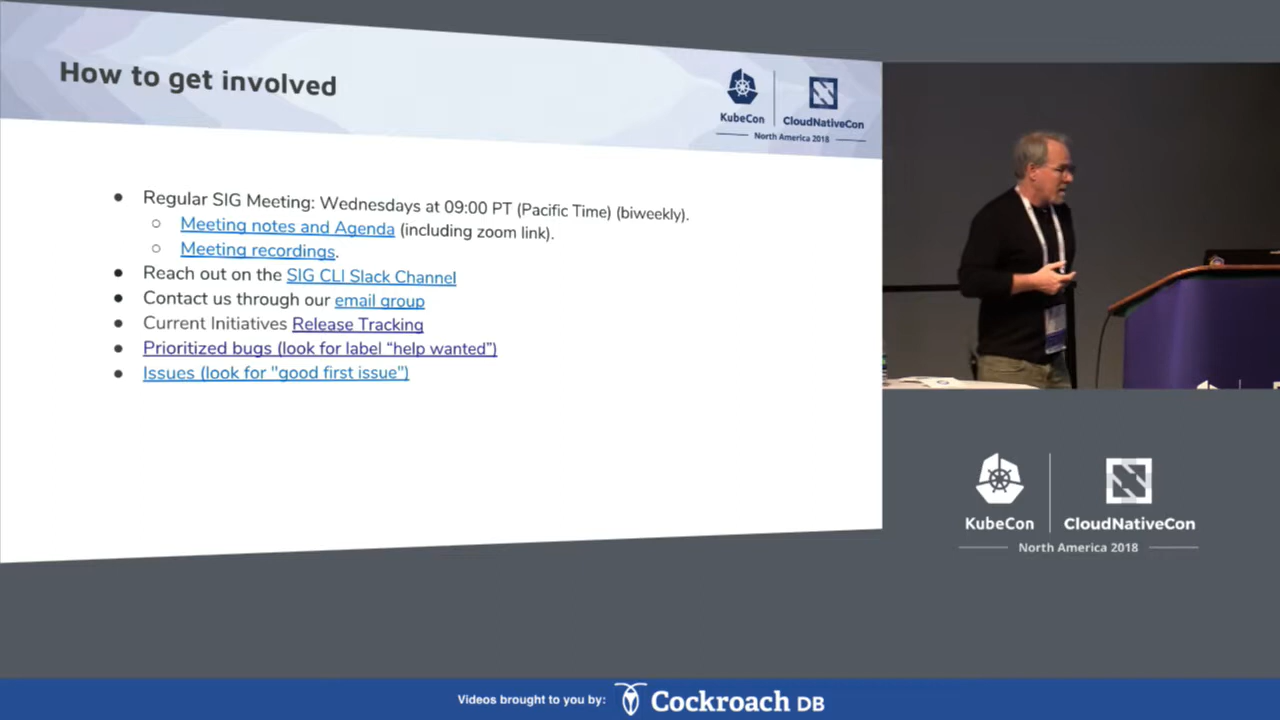 How to get involved
KubeCon
CloudNativeCon
North America 2018
● Regular SIG Meeting: Wednesdays at 09:00 PT (Pacific Time) (biweekly).
○ Meeting notes and Agenda (including zoom link).
○ Meeting recordings.
● Reach out on the SIG CLI Slack Channel
● Contact us through our email group
● Current Initiatives Release Tracking
● Prioritized bugs (look for label “help wanted”)
● Issues (look for "good first issue")
KubeCon
CloudNativeCon
North America 2018
Videos brought to you by: Cockroach DB